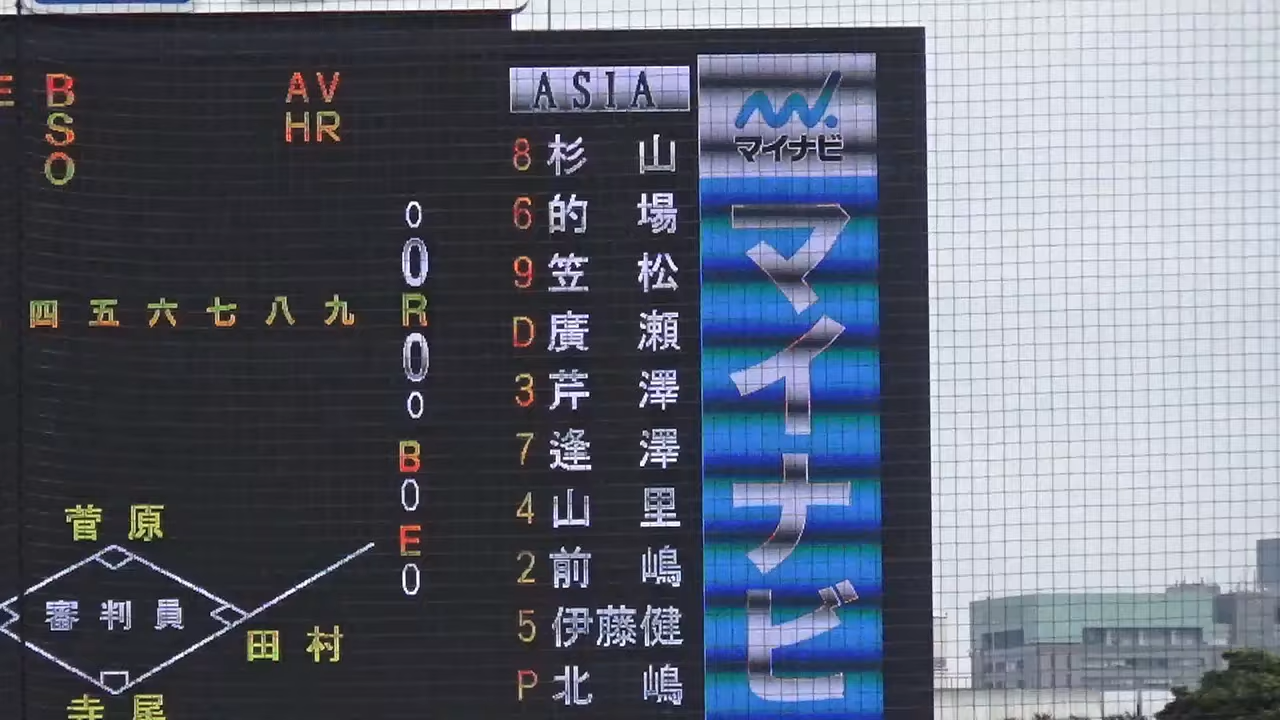 ASIA
8 杉 山
6 的 場
9 笠 松
D 廣 瀬
3 芹 澤
7 逢 澤
4 山 里
2 前 嶋
5 伊藤健
P 北 嶋
マイナビ
マイナビ
B
S
O
AV
HR
0
0
四 五 六 七 八 九 R
0
0
B
0
E
0
菅 原
審 判 員
田 村
寺 尾